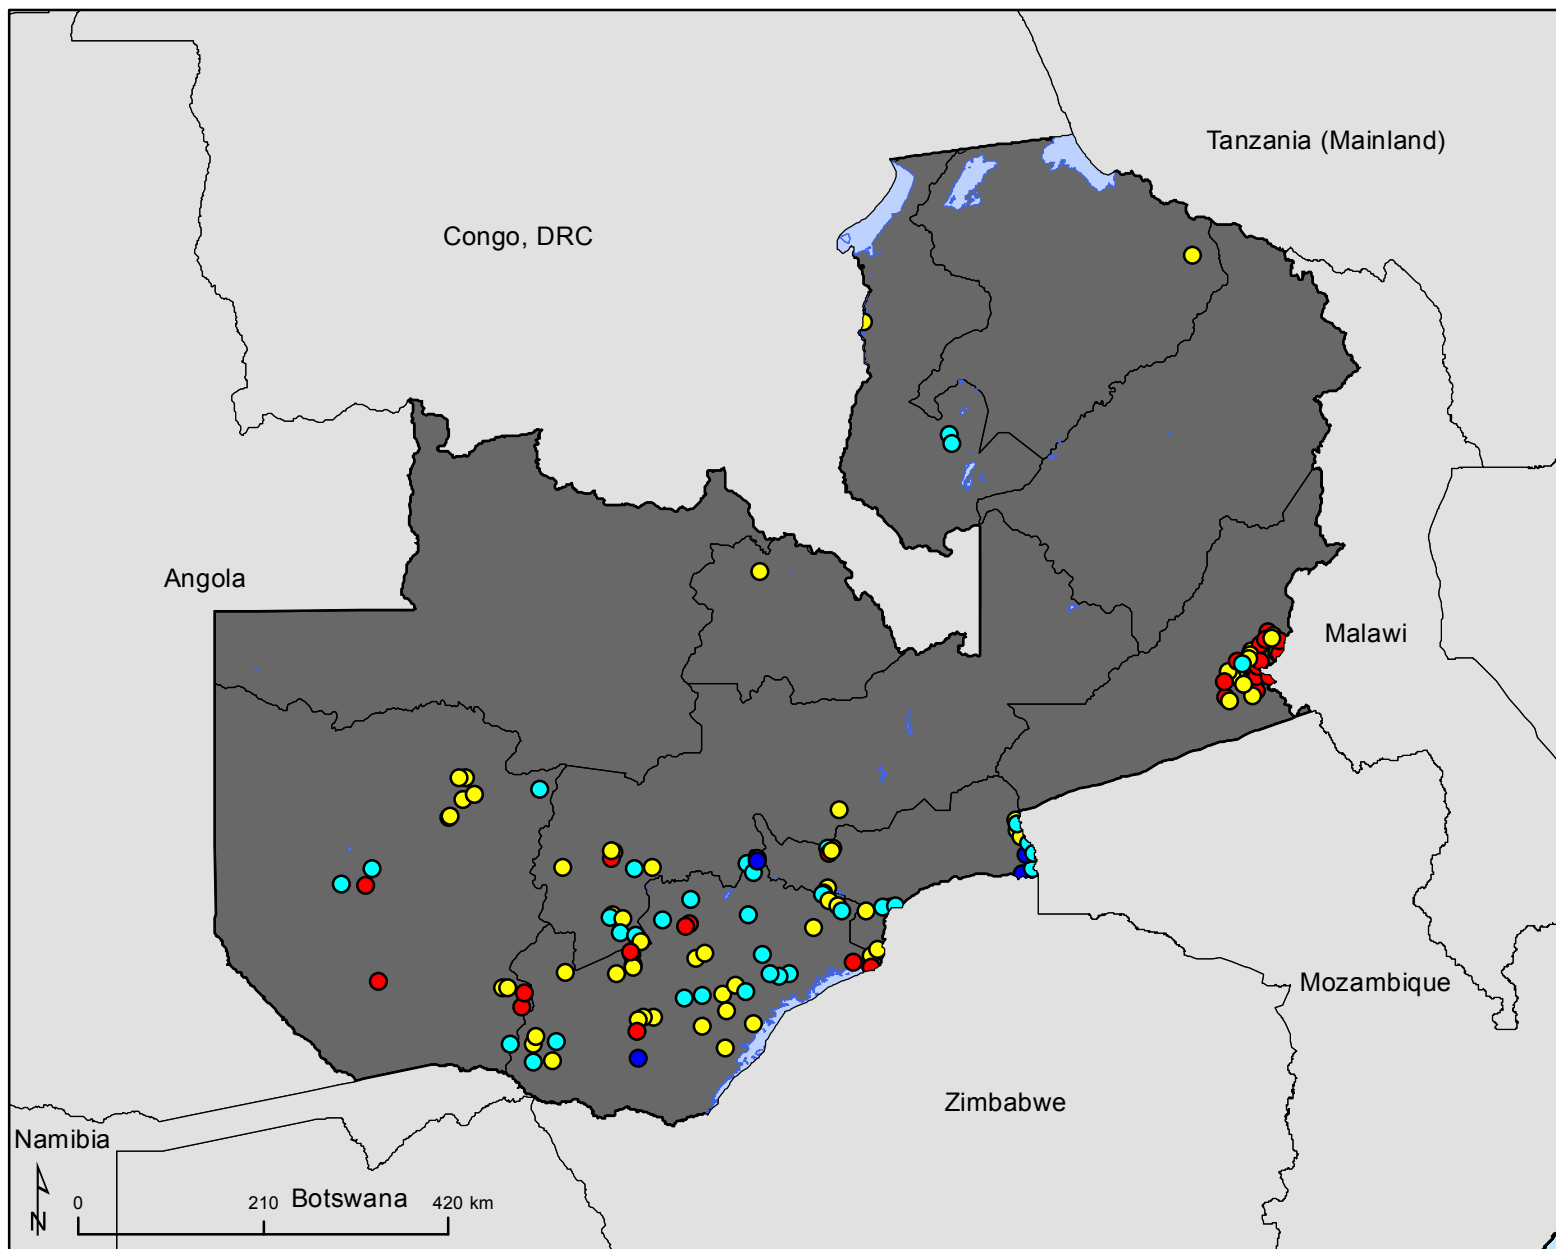 Tanzania (Mainland)
Congo, DRC
Angola
Malawi
Mozambique
Zimbabwe
Namibia
Botswana
0 210 420 km
N